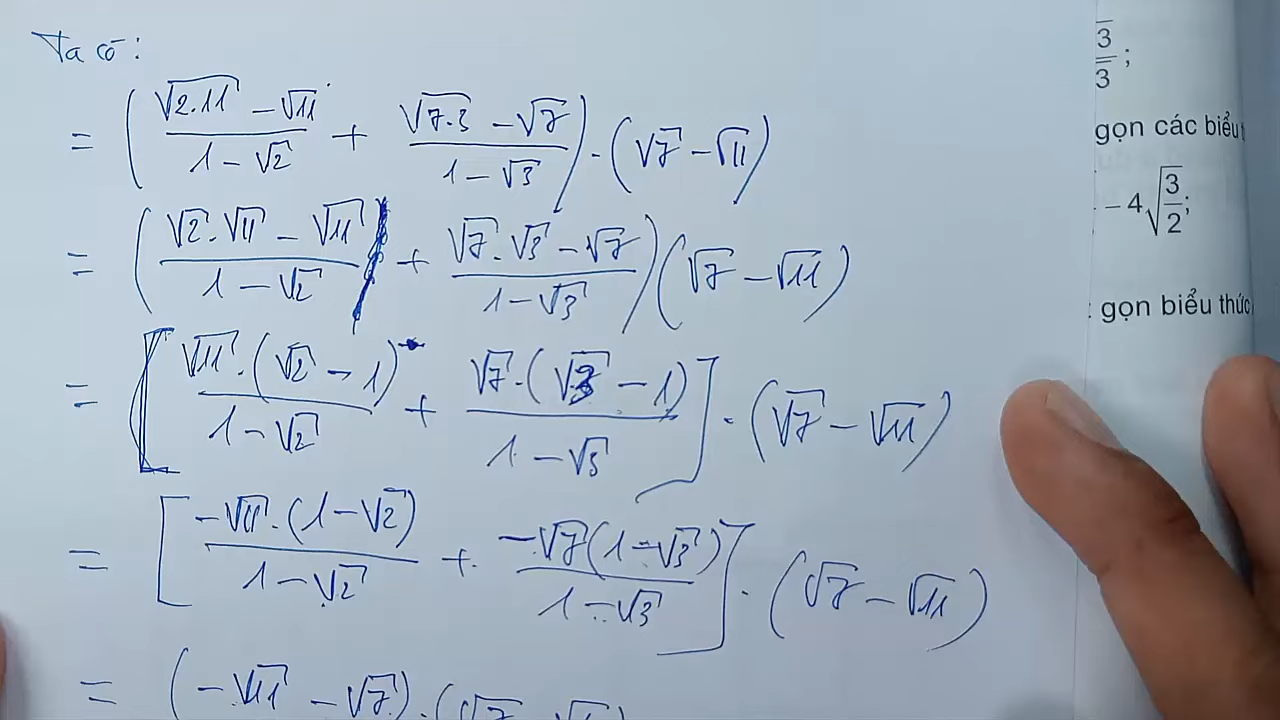 Ta có:
= ( (√2.11 − √11)/(1 − √2) + (√7.3 − √7)/(1 − √3) ) . (√7 − √11)
= ( (√2.√11 − √11)/(1 − √2) + (√7.√3 − √7)/(1 − √3) ) (√7 − √11)
= [ √11.(√2 − 1)/(1 − √2) + √7.(√3 − 1)/(1 − √3) ] . (√7 − √11)
= [ −√11.(1 − √2)/(1 − √2) + −√7(1 − √3)/(1 − √3) ] . (√7 − √11)
= (−√11 − √7).(√7 − √11)
3/3 ;
gọn các biểu
− 4√(3/2);
: gọn biểu thức